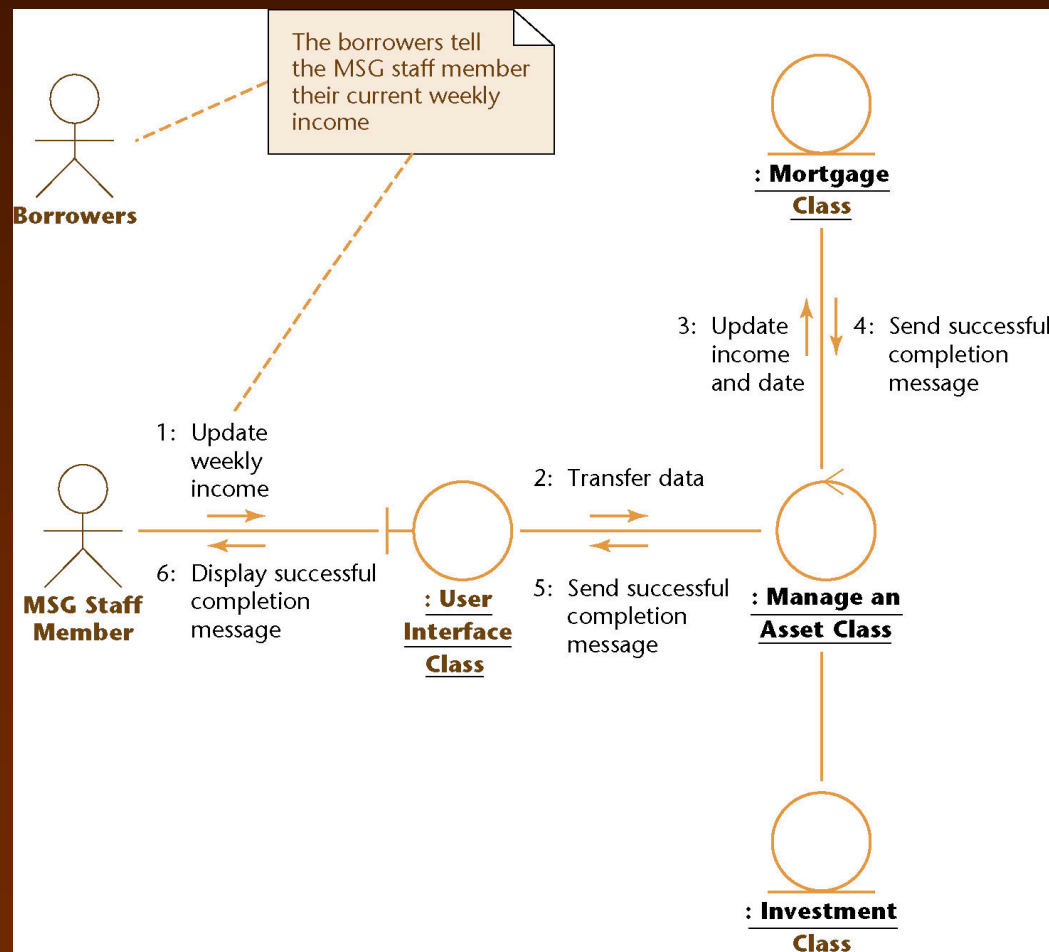 The borrowers tell
the MSG staff member
their current weekly
income
Borrowers
: Mortgage
Class
3: Update
income
and date
4: Send successful
completion
message
1: Update
weekly
income
2: Transfer data
6: Display successful
completion
message
5: Send successful
completion
message
MSG Staff
Member
: User
Interface
Class
: Manage an
Asset Class
: Investment
Class